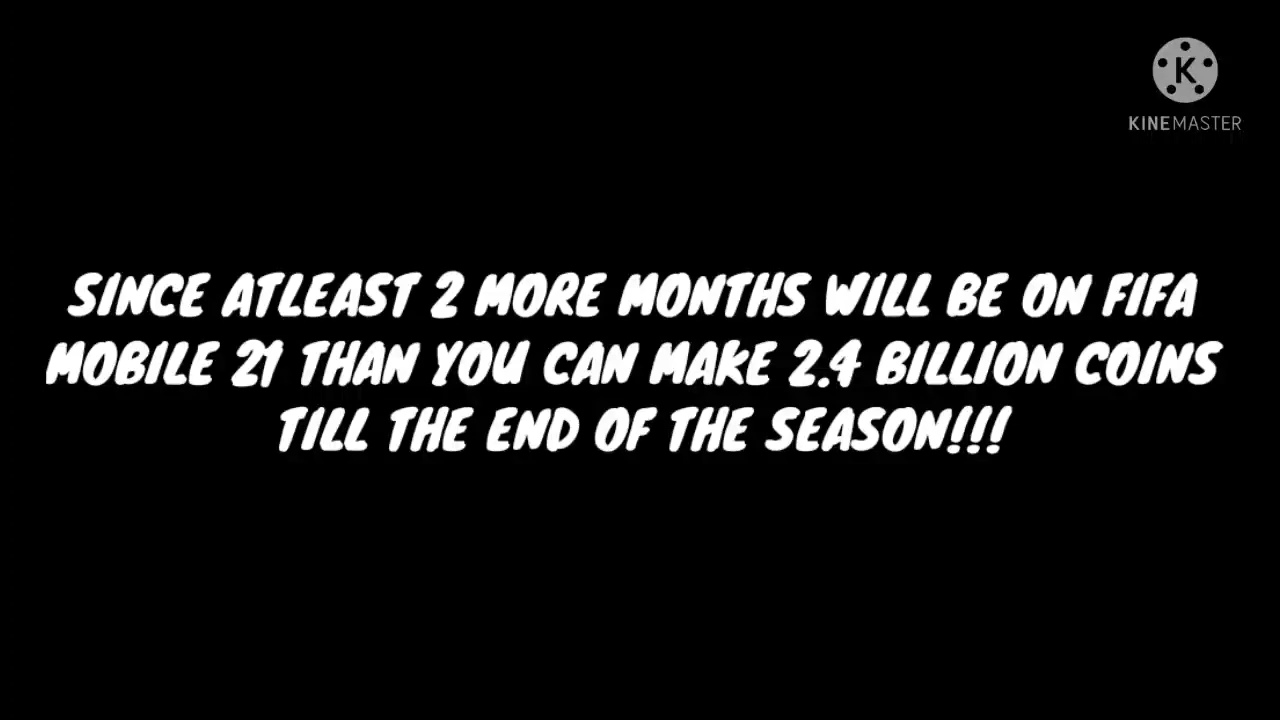 K
KINEMASTER
SINCE ATLEAST 2 MORE MONTHS WILL BE ON FIFA
MOBILE 21 THAN YOU CAN MAKE 2.4 BILLION COINS
TILL THE END OF THE SEASON!!!